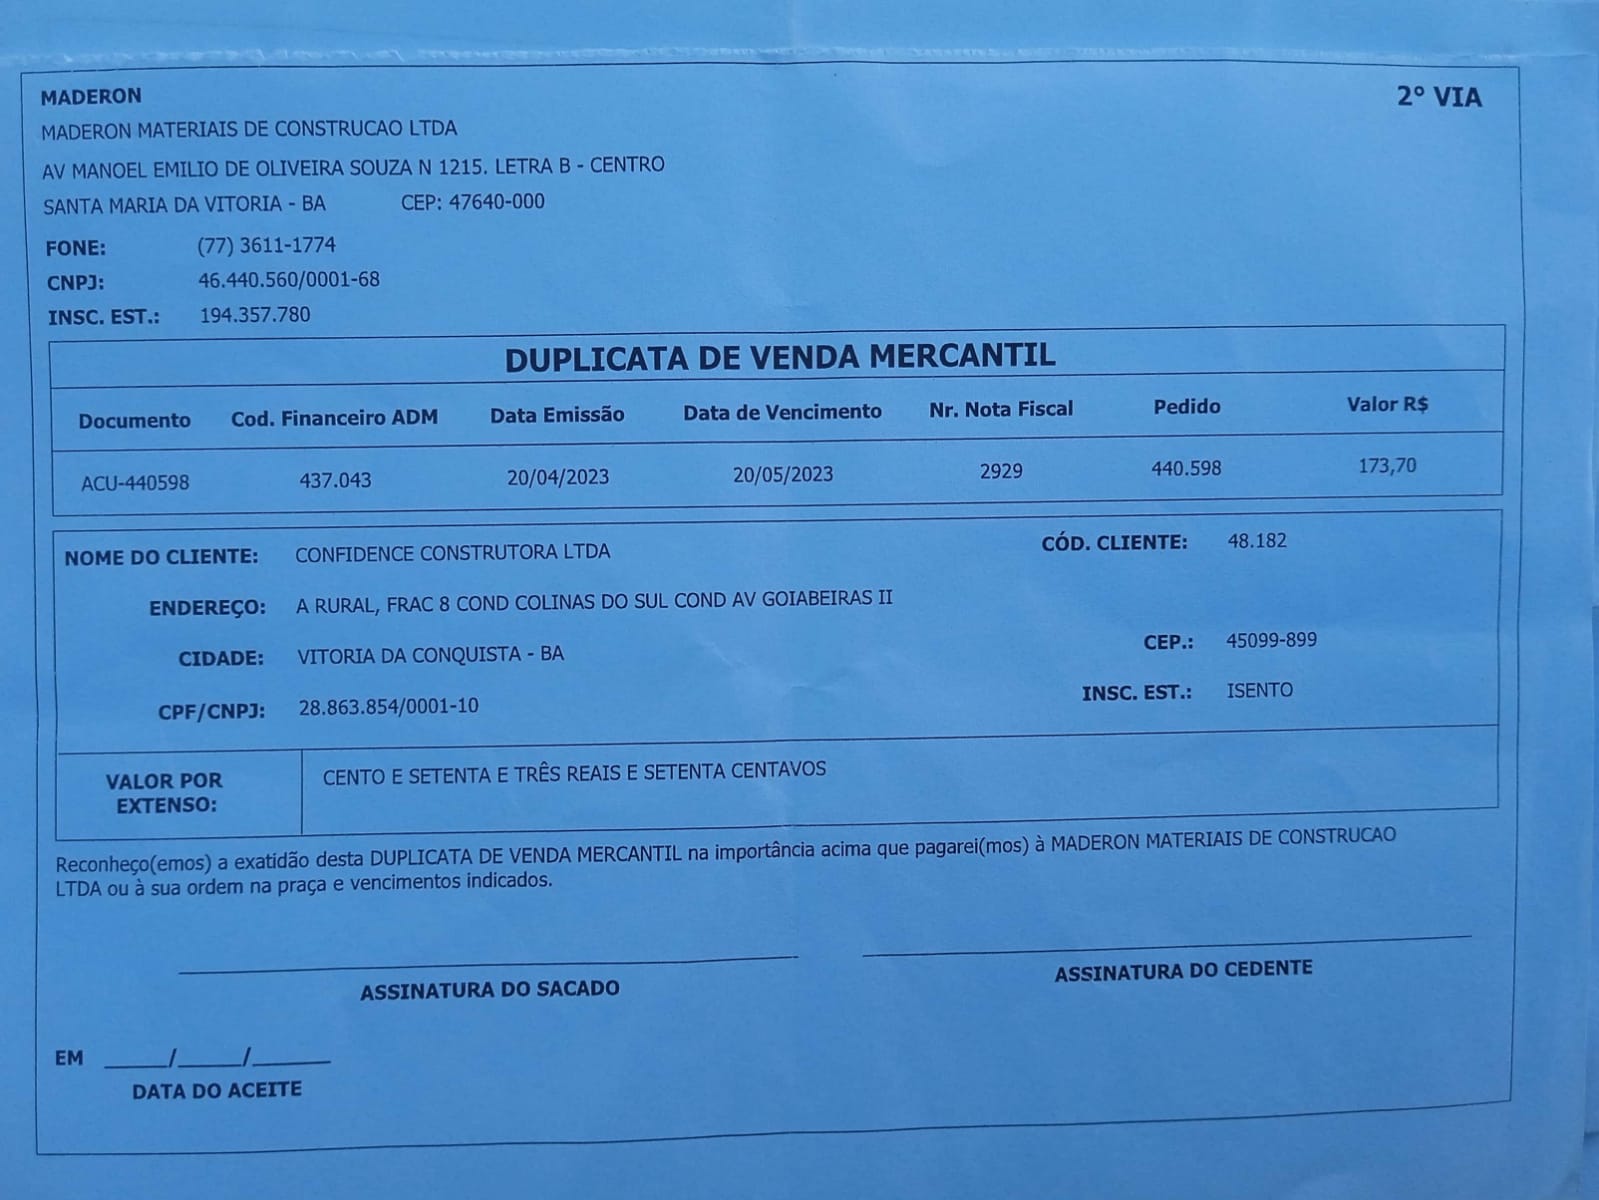 MADERON
2º VIA
MADERON MATERIAIS DE CONSTRUCAO LTDA
AV MANOEL EMILIO DE OLIVEIRA SOUZA N 1215. LETRA B - CENTRO
SANTA MARIA DA VITORIA - BA CEP: 47640-000
FONE: (77) 3611-1774
CNPJ: 46.440.560/0001-68
INSC. EST.: 194.357.780
DUPLICATA DE VENDA MERCANTIL
Documento Cod. Financeiro ADM Data Emissão Data de Vencimento Nr. Nota Fiscal Pedido Valor R$
ACU-440598 437.043 20/04/2023 20/05/2023 2929 440.598 173,70
NOME DO CLIENTE: CONFIDENCE CONSTRUTORA LTDA CÓD. CLIENTE: 48.182
ENDEREÇO: A RURAL, FRAC 8 COND COLINAS DO SUL COND AV GOIABEIRAS II
CIDADE: VITORIA DA CONQUISTA - BA CEP.: 45099-899
CPF/CNPJ: 28.863.854/0001-10 INSC. EST.: ISENTO
VALOR POR
EXTENSO:
CENTO E SETENTA E TRÊS REAIS E SETENTA CENTAVOS
Reconheço(emos) a exatidão desta DUPLICATA DE VENDA MERCANTIL na importância acima que pagarei(mos) à MADERON MATERIAIS DE CONSTRUCAO
LTDA ou à sua ordem na praça e vencimentos indicados.
ASSINATURA DO SACADO ASSINATURA DO CEDENTE
EM _____/_____/______
DATA DO ACEITE